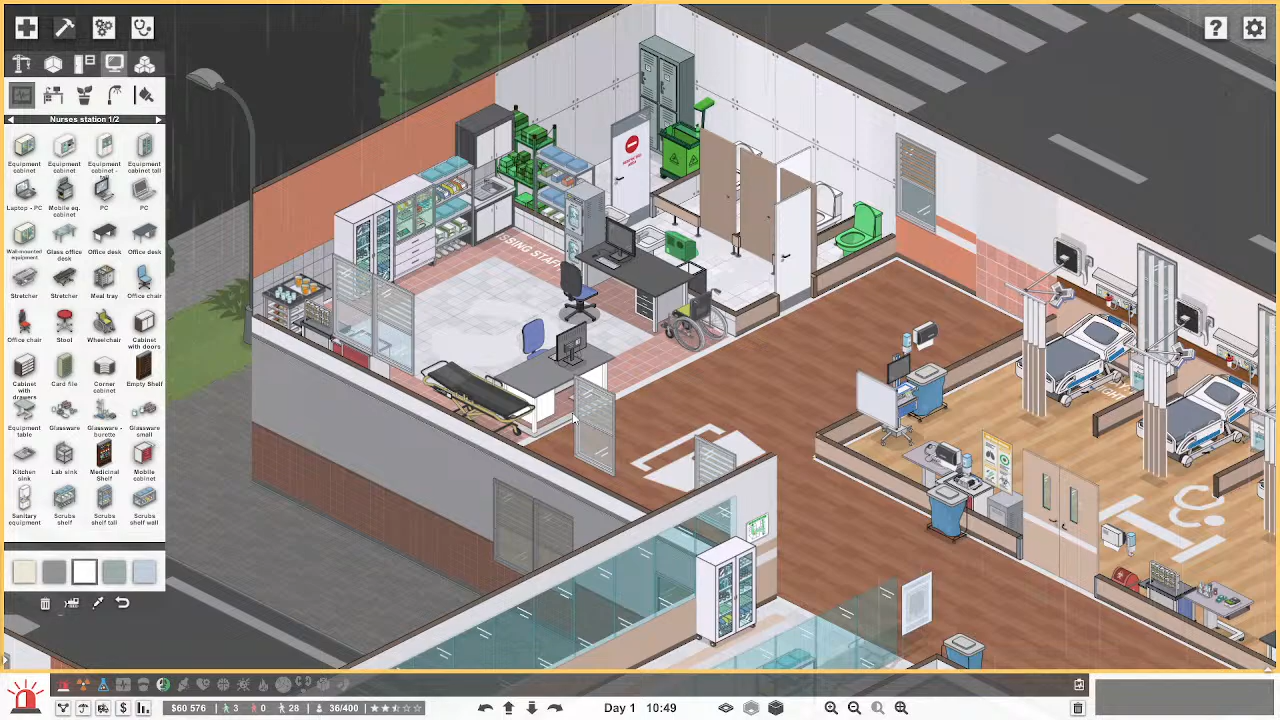 ?
Nurses station 1/2
Equipment cabinet
Equipment cabinet
Equipment cabinet -
Equipment cabinet tall
Laptop - PC
Mobile eq. cabinet
PC
PC
Wall-mounted equipment
Glass office desk
Office desk
Office desk
Stretcher
Stretcher
Meal tray
Office chair
Office chair
Stool
Wheelchair
Cabinet with doors
Cabinet with drawers
Card file
Corner cabinet
Empty Shelf
Equipment table
Glassware
Glassware - burette
Glassware small
Kitchen sink
Lab sink
Medicinal Shelf
Mobile cabinet
Sanitary equipment
Scrubs shelf
Scrubs shelf tall
Scrubs shelf wall
$60 576
3
0
28
36/400
Day 1 10:49